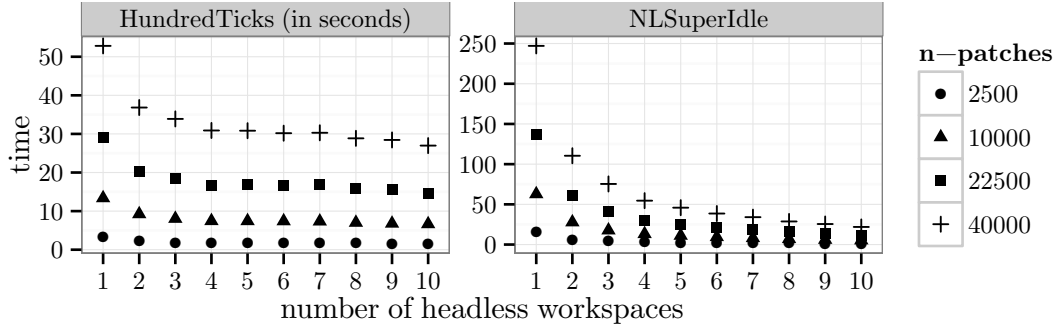 HundredTicks (in seconds)
NLSuperIdle
time
50
40
30
20
10
0
1 2 3 4 5 6 7 8 9 10
250
200
150
100
50
0
1 2 3 4 5 6 7 8 9 10
number of headless workspaces
n−patches
2500
10000
22500
40000